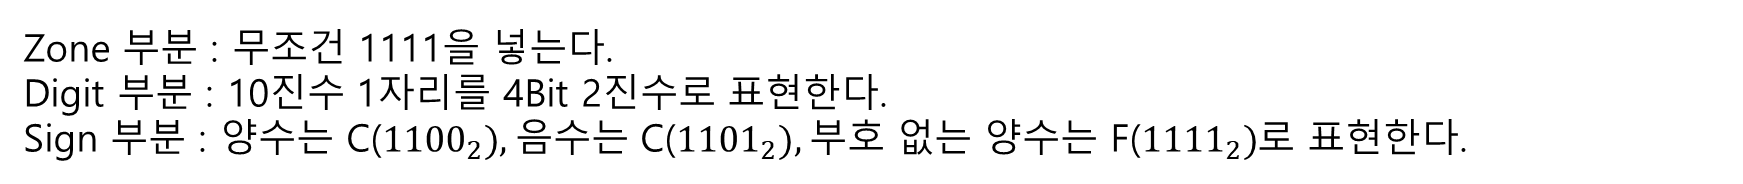 Zone 부분 : 무조건 1111을 넣는다.
Digit 부분 : 10진수 1자리를 4Bit 2진수로 표현한다.
Sign 부분 : 양수는 C(1100₂), 음수는 C(1101₂), 부호 없는 양수는 F(1111₂)로 표현한다.